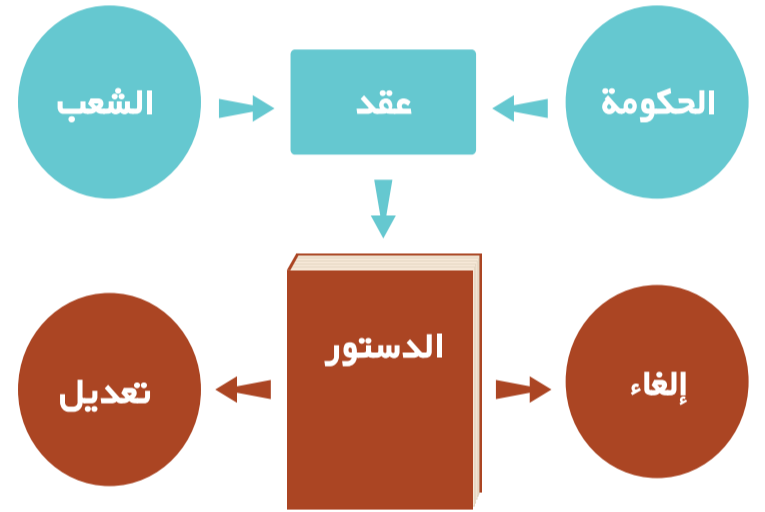 الحكومة
عقد
الشعب
الدستور
إلغاء
تعديل